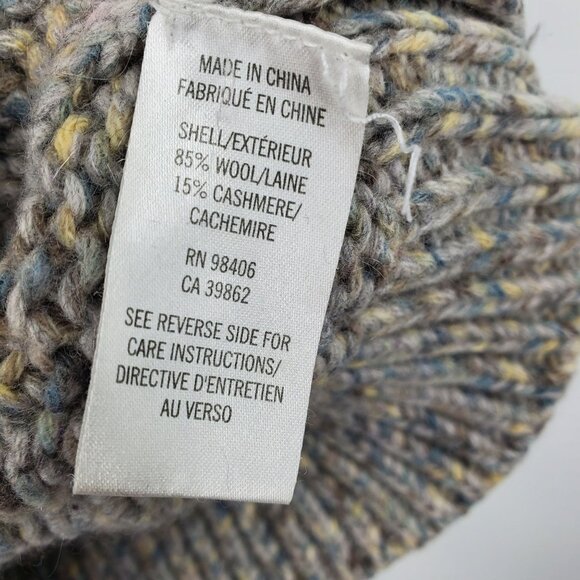 MADE IN CHINA
FABRIQUÉ EN CHINE
SHELL/EXTÉRIEUR
85% WOOL/LAINE
15% CASHMERE/
CACHEMIRE
RN 98406
CA 39862
SEE REVERSE SIDE FOR
CARE INSTRUCTIONS/
DIRECTIVE D'ENTRETIEN
AU VERSO